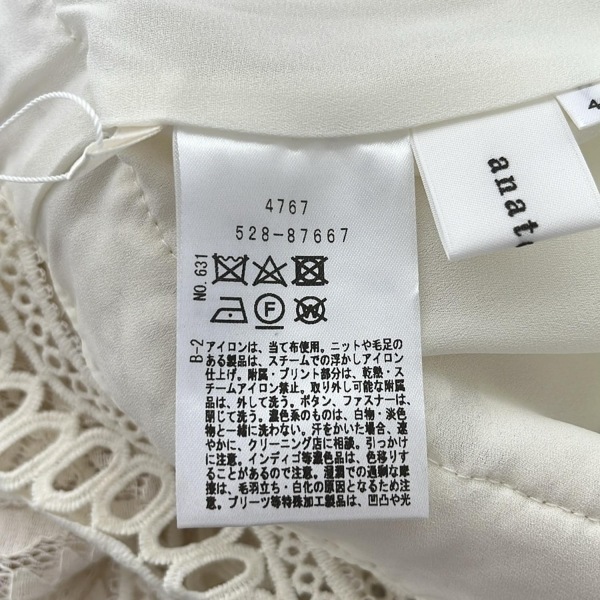 4767
528-87667
NO. 631
F
W
B-2
アイロンは、当て布使用。ニットや毛足の
ある製品は、スチームでの浮かしアイロン
仕上げ。附属・プリント部分は、乾熱・ス
チームアイロン禁止。取り外し可能な附属
品は、外して洗う。ボタン、ファスナーは、
閉じて洗う。濃色系のものは、白物・淡色
物と一緒に洗わない。汗をかいた場合、速
やかに、クリーニング店に相談。引っかけ
に注意。インディゴ等濃色品は、色移りす
ることがあるので注意。湿潤での過剰な摩
擦は、毛羽立ち・白化の原因となるため注
意。プリーツ等特殊加工製品は、凹凸や光
anato
4